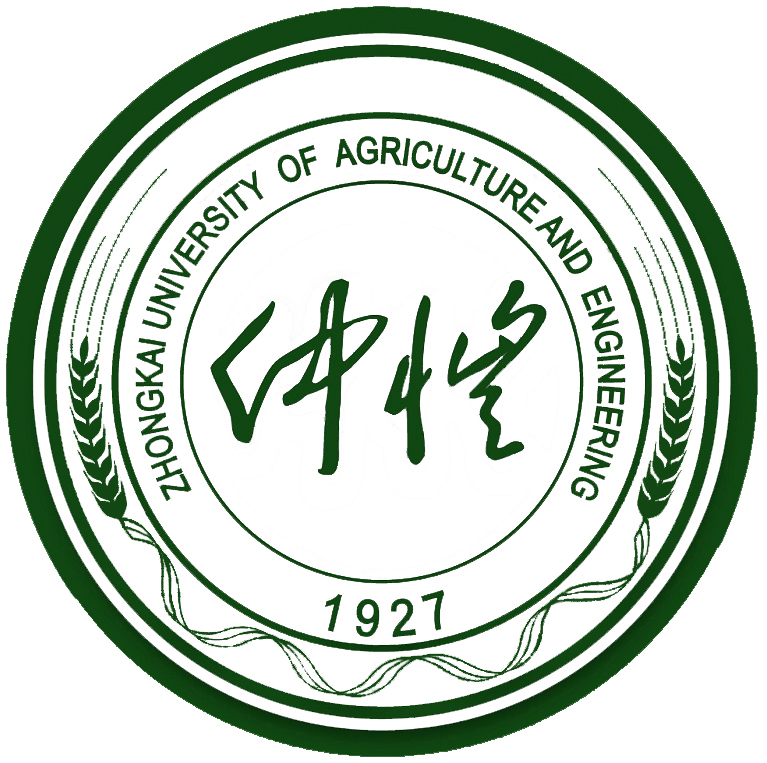 ZHONGKAI UNIVERSITY OF AGRICULTURE AND ENGINEERING
仲恺
1927